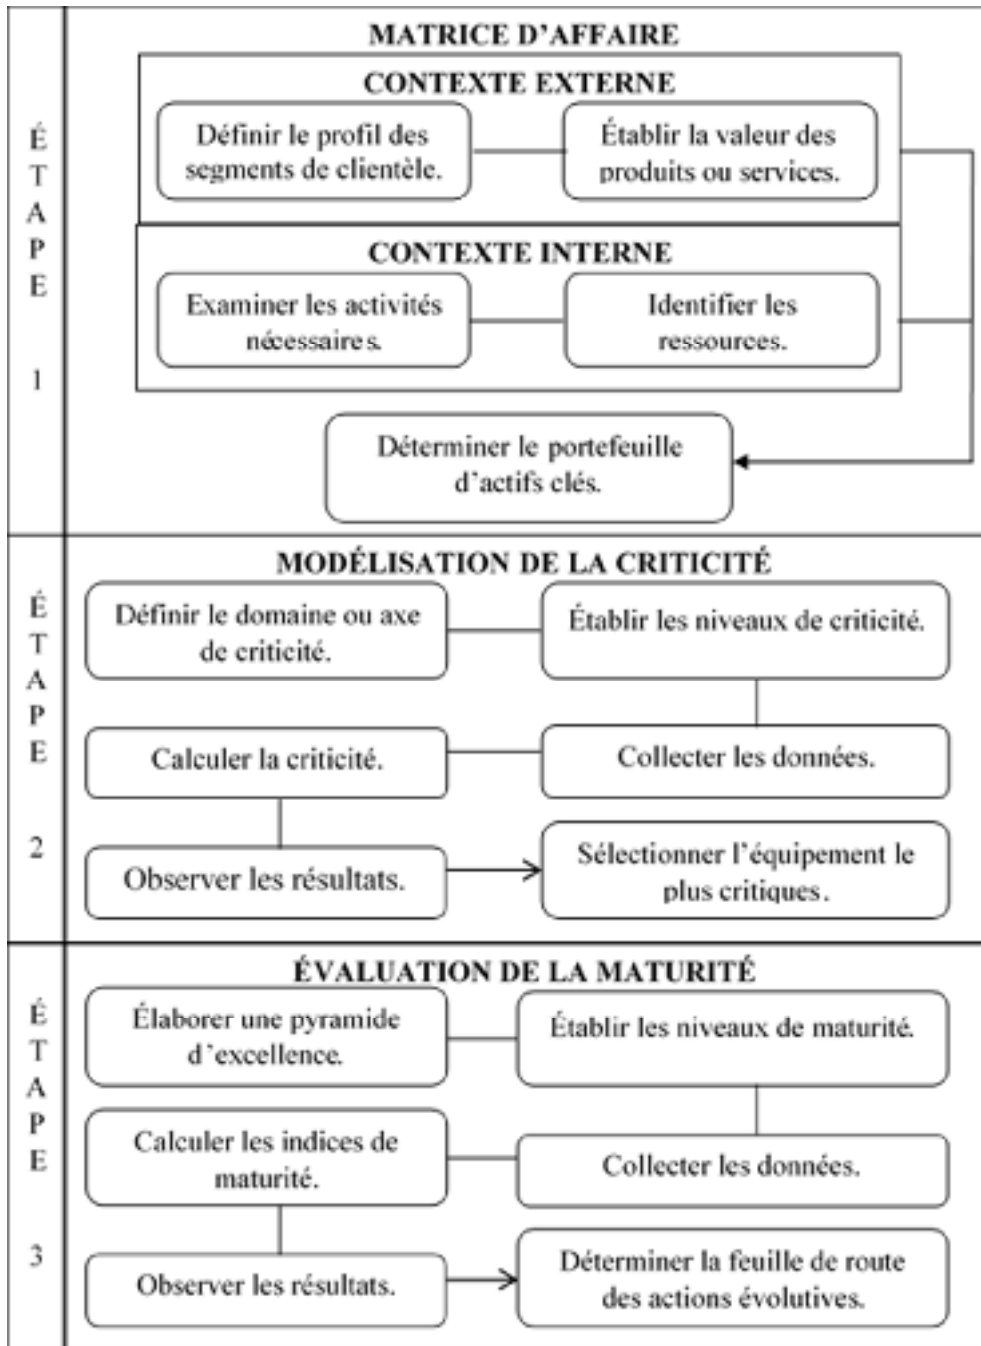 ÉTAPE 1
MATRICE D'AFFAIRE
CONTEXTE EXTERNE
Définir le profil des
segments de clientèle.
Établir la valeur des
produits ou services.
CONTEXTE INTERNE
Examiner les activités
nécessaires.
Identifier les
ressources.
Déterminer le portefeuille
d'actifs clés.
ÉTAPE 2
MODÉLISATION DE LA CRITICITÉ
Définir le domaine ou axe
de criticité.
Établir les niveaux de criticité.
Calculer la criticité.
Collecter les données.
Observer les résultats.
Sélectionner l'équipement le
plus critiques.
ÉTAPE 3
ÉVALUATION DE LA MATURITÉ
Élaborer une pyramide
d'excellence.
Établir les niveaux de maturité.
Calculer les indices de
maturité.
Collecter les données.
Observer les résultats.
Déterminer la feuille de route
des actions évolutives.